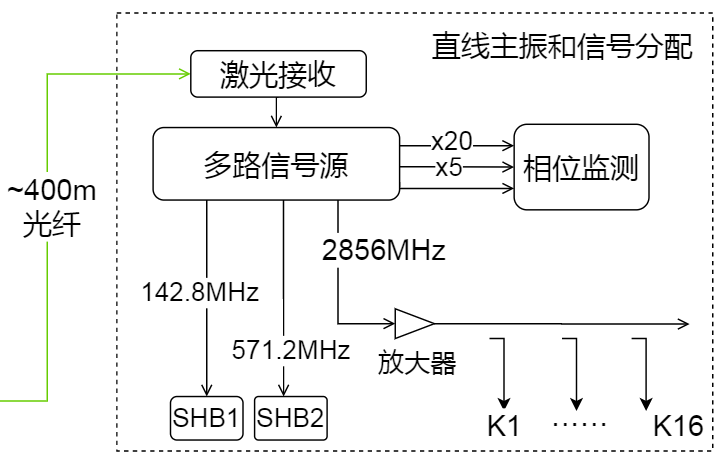 直线主振和信号分配
激光接收
多路信号源
x20
x5
相位监测
~400m
光纤
2856MHz
142.8MHz
571.2MHz
放大器
SHB1
SHB2
K1
······
K16